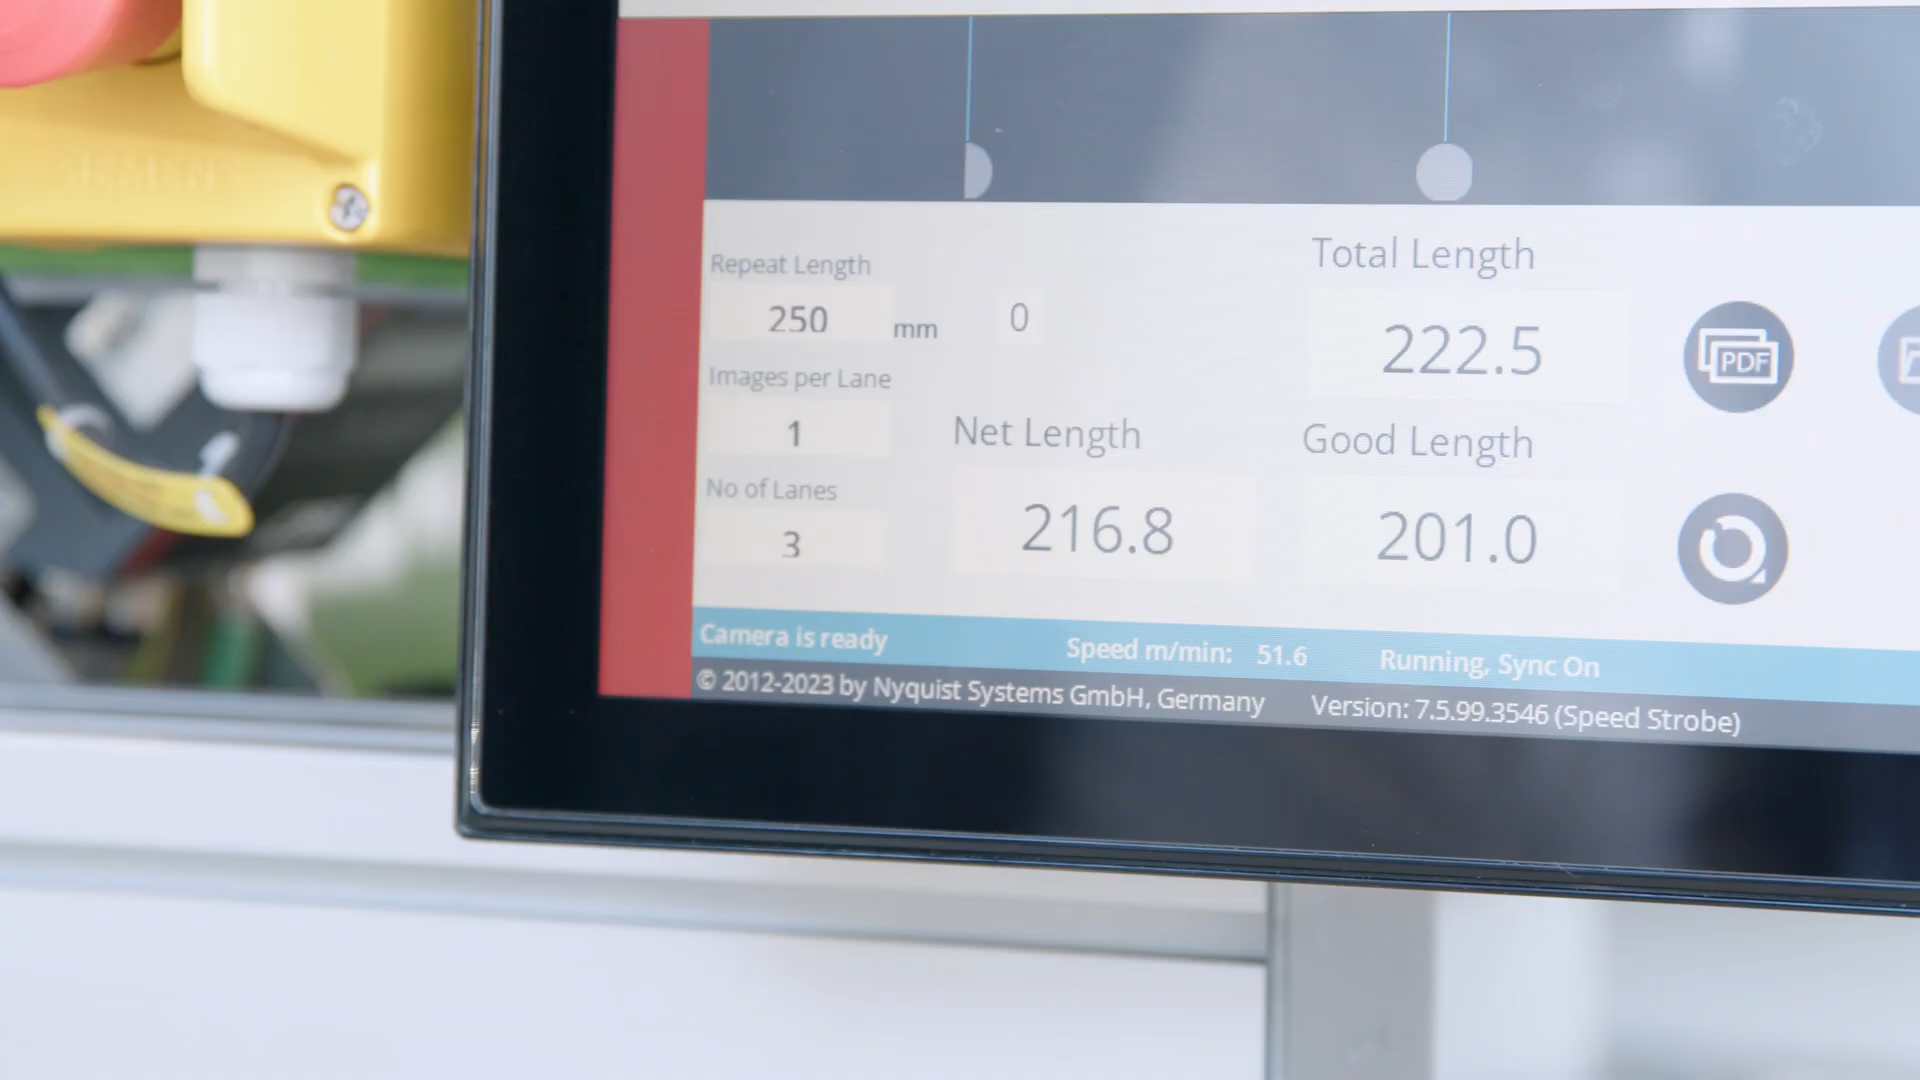 SIEMENS
Repeat Length
250 mm 0
Images per Lane
1
No of Lanes
3
Total Length
222.5
PDF
Net Length
216.8
Good Length
201.0
Camera is ready Speed m/min: 51.6 Running, Sync On
© 2012-2023 by Nyquist Systems GmbH, Germany Version: 7.5.99.3546 (Speed Strobe)